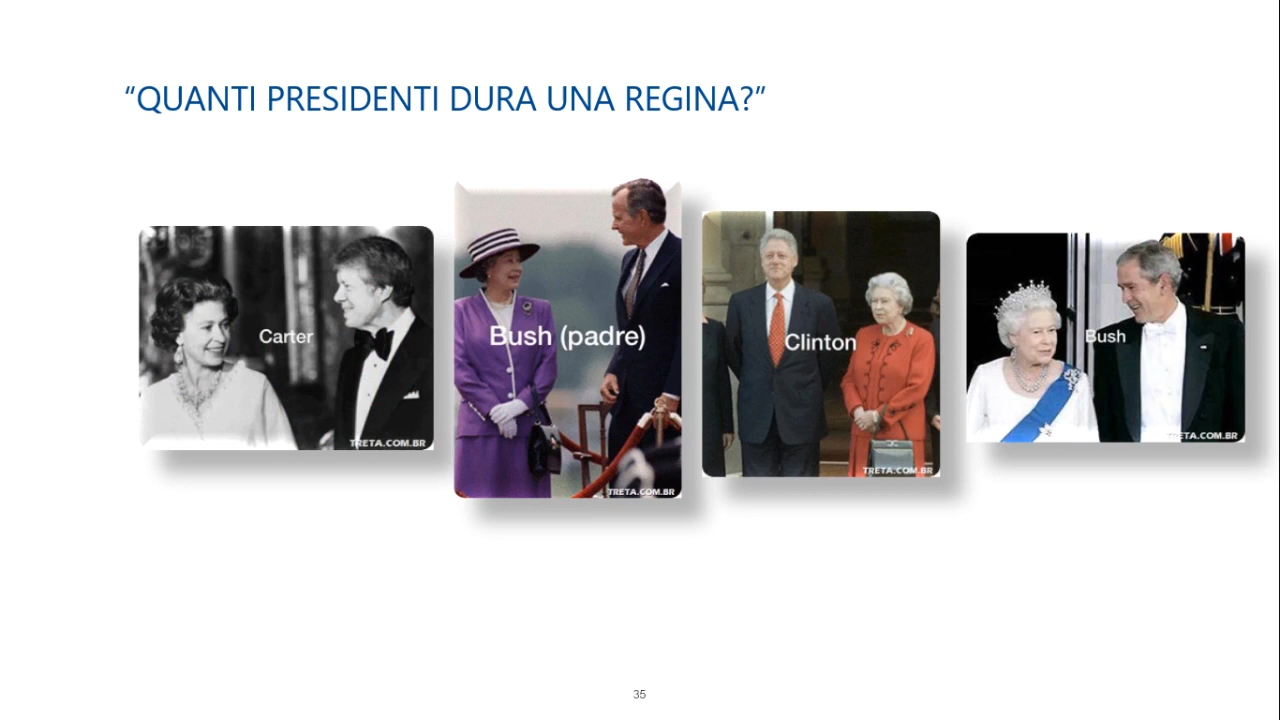 “QUANTI PRESIDENTI DURA UNA REGINA?”
Carter
TRETA.COM.BR
Bush (padre)
TRETA.COM.BR
Clinton
TRETA.COM.BR
Bush
TRETA.COM.BR
35